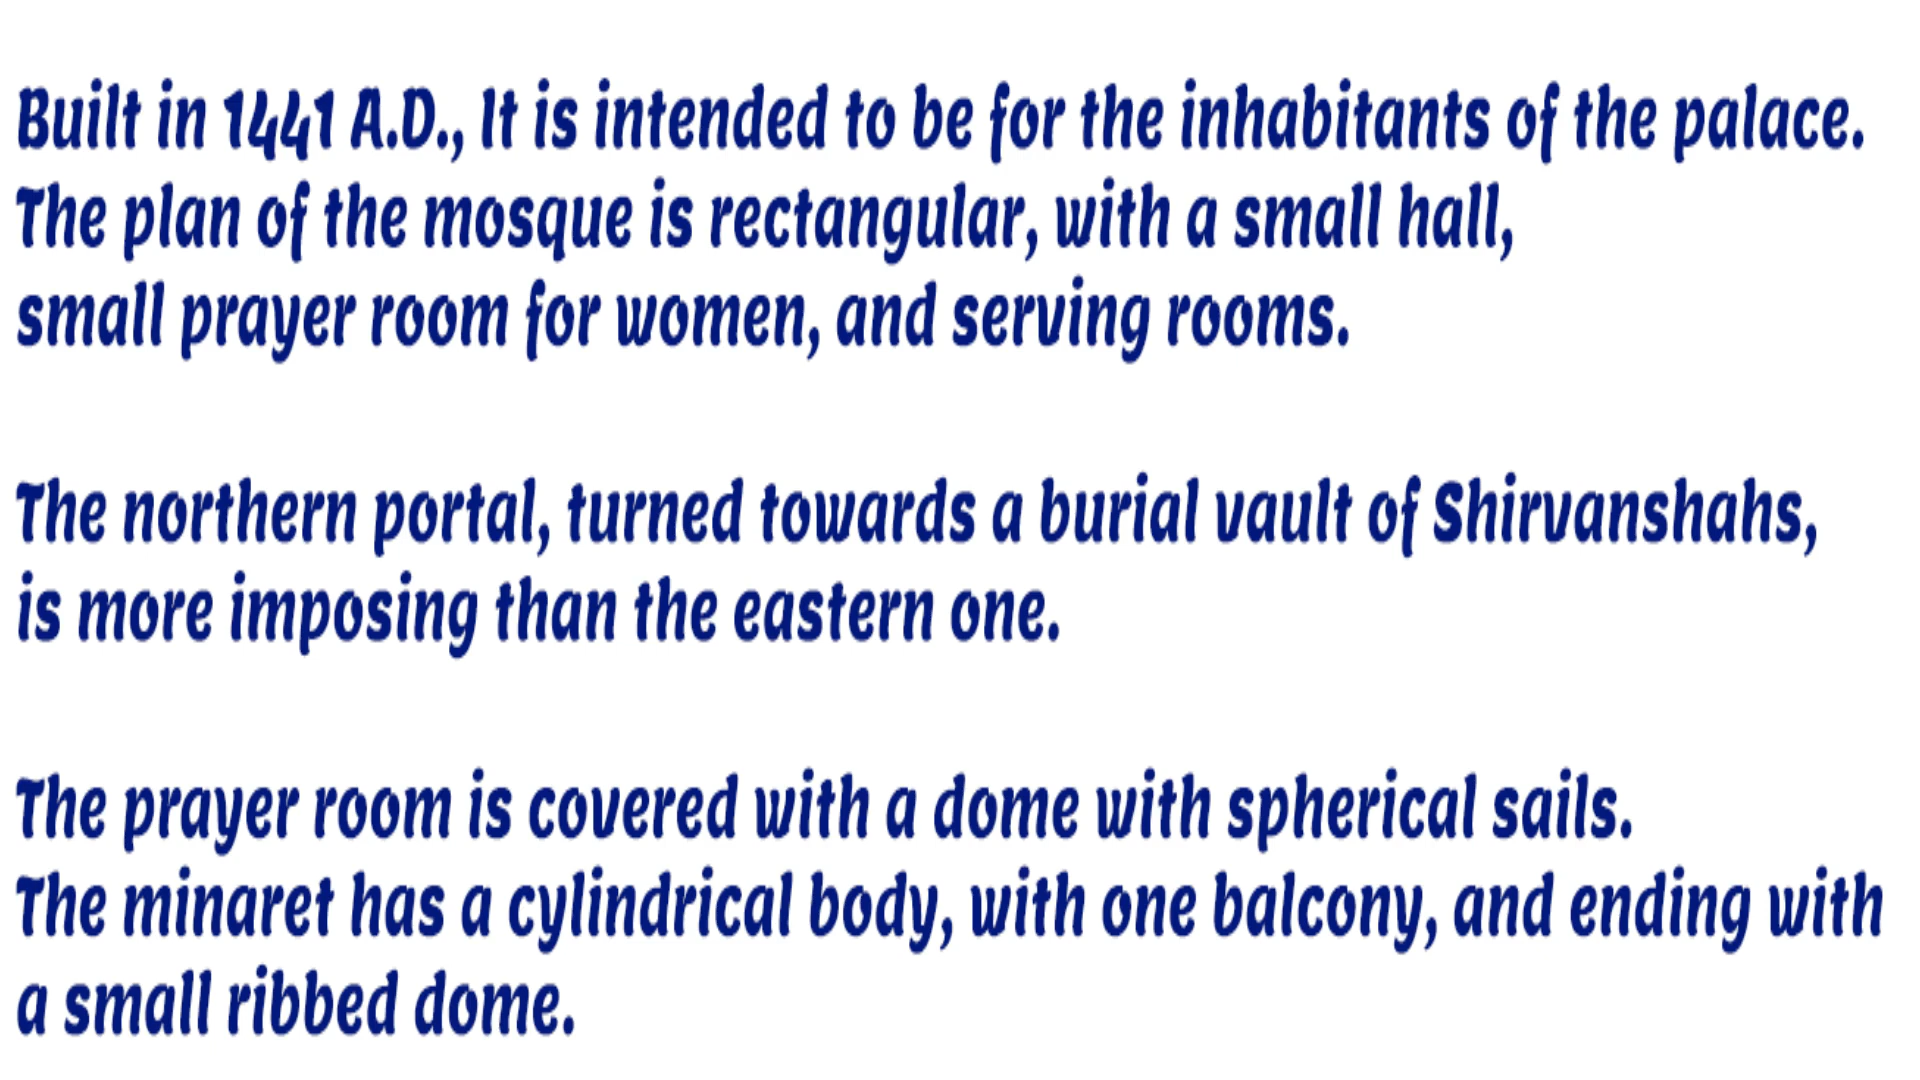 Built in 1441 A.D., It is intended to be for the inhabitants of the palace.
The plan of the mosque is rectangular, with a small hall,
small prayer room for women, and serving rooms.
The northern portal, turned towards a burial vault of Shirvanshahs,
is more imposing than the eastern one.
The prayer room is covered with a dome with spherical sails.
The minaret has a cylindrical body, with one balcony, and ending with
a small ribbed dome.